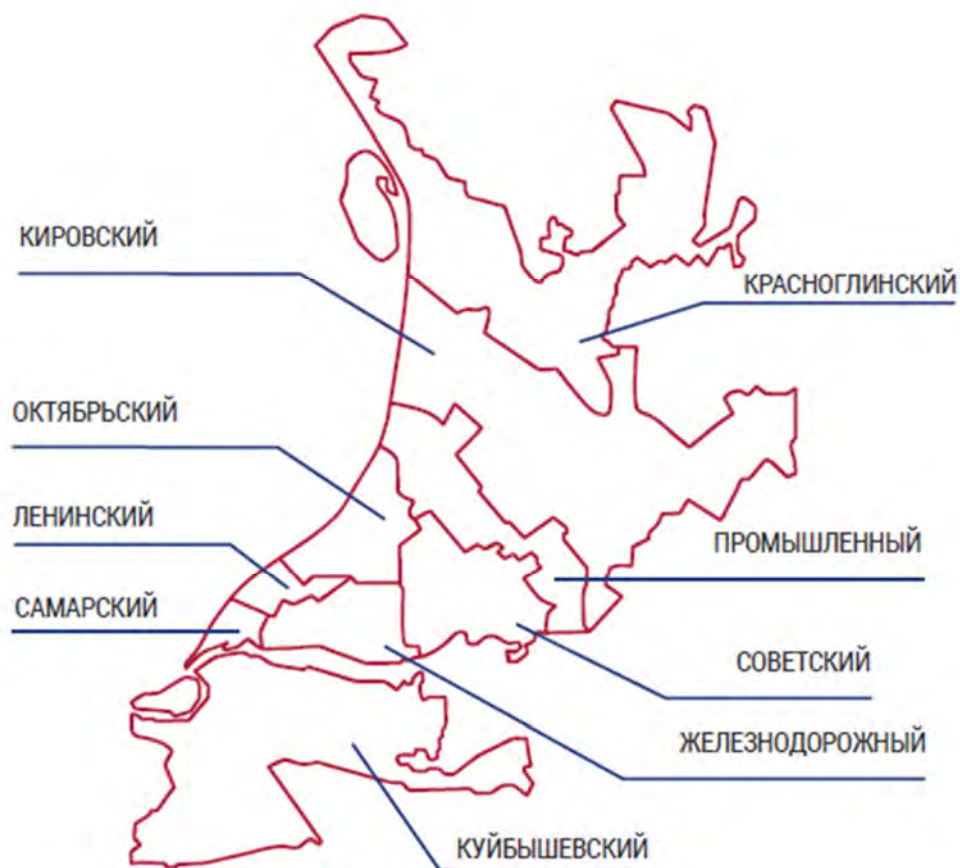 КИРОВСКИЙ
КРАСНОГЛИНСКИЙ
ОКТЯБРЬСКИЙ
ЛЕНИНСКИЙ
ПРОМЫШЛЕННЫЙ
САМАРСКИЙ
СОВЕТСКИЙ
ЖЕЛЕЗНОДОРОЖНЫЙ
КУЙБЫШЕВСКИЙ